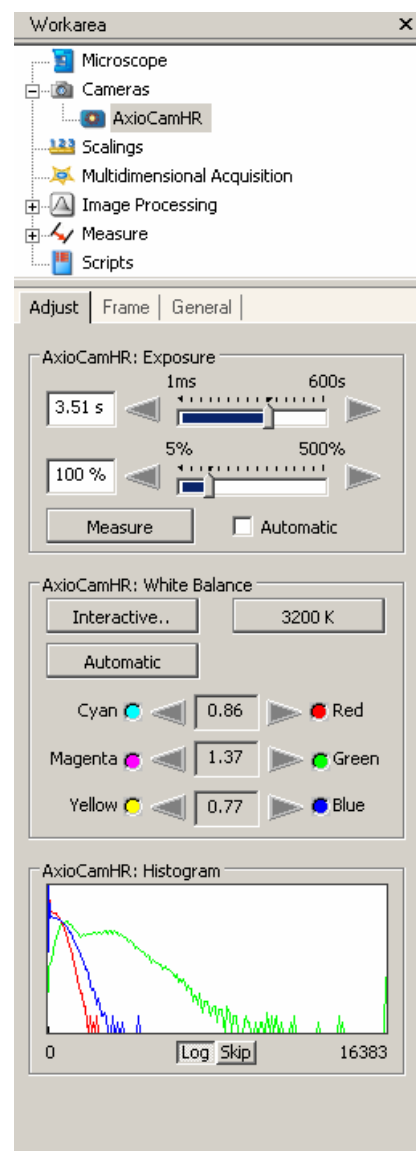 Workarea
Microscope
Cameras
AxioCamHR
Scalings
Multidimensional Acquisition
Image Processing
Measure
Scripts
Adjust Frame General
AxioCamHR: Exposure
1ms 600s
3.51 s
5% 500%
100 %
Measure Automatic
AxioCamHR: White Balance
Interactive.. 3200 K
Automatic
Cyan 0.86 Red
Magenta 1.37 Green
Yellow 0.77 Blue
AxioCamHR: Histogram
0 Log Skip 16383